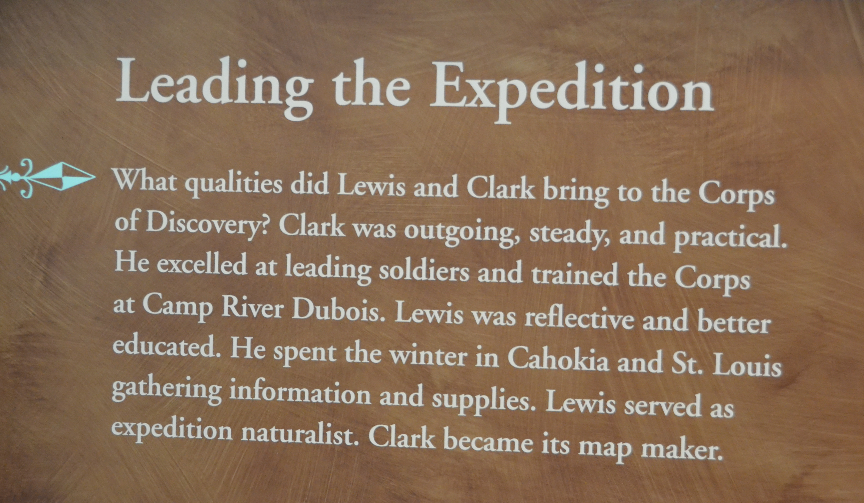 Leading the Expedition
What qualities did Lewis and Clark bring to the Corps
of Discovery? Clark was outgoing, steady, and practical.
He excelled at leading soldiers and trained the Corps
at Camp River Dubois. Lewis was reflective and better
educated. He spent the winter in Cahokia and St. Louis
gathering information and supplies. Lewis served as
expedition naturalist. Clark became its map maker.